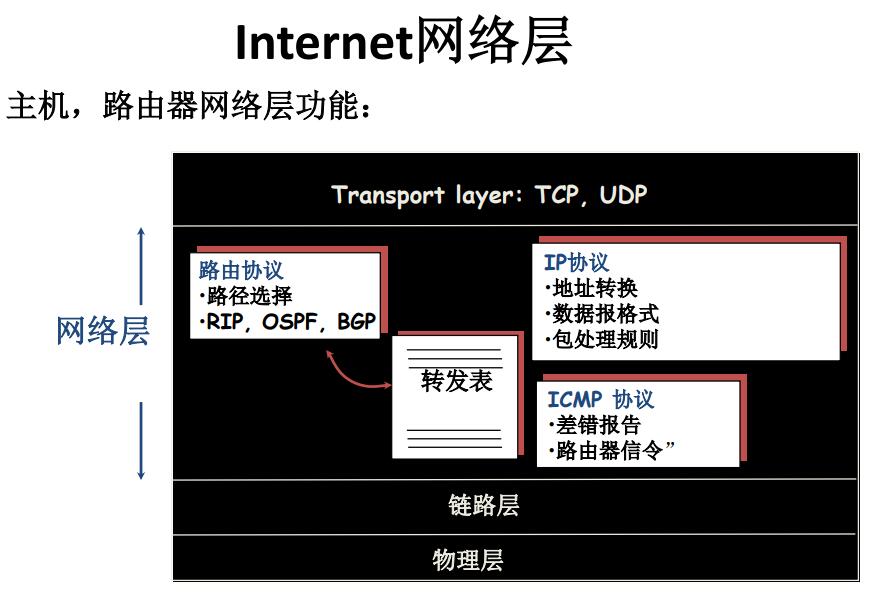 Internet网络层
主机，路由器网络层功能：
Transport layer: TCP, UDP
网络层
路由协议
·路径选择
·RIP, OSPF, BGP
转发表
IP协议
·地址转换
·数据报格式
·包处理规则
ICMP 协议
·差错报告
·路由器信令”
链路层
物理层